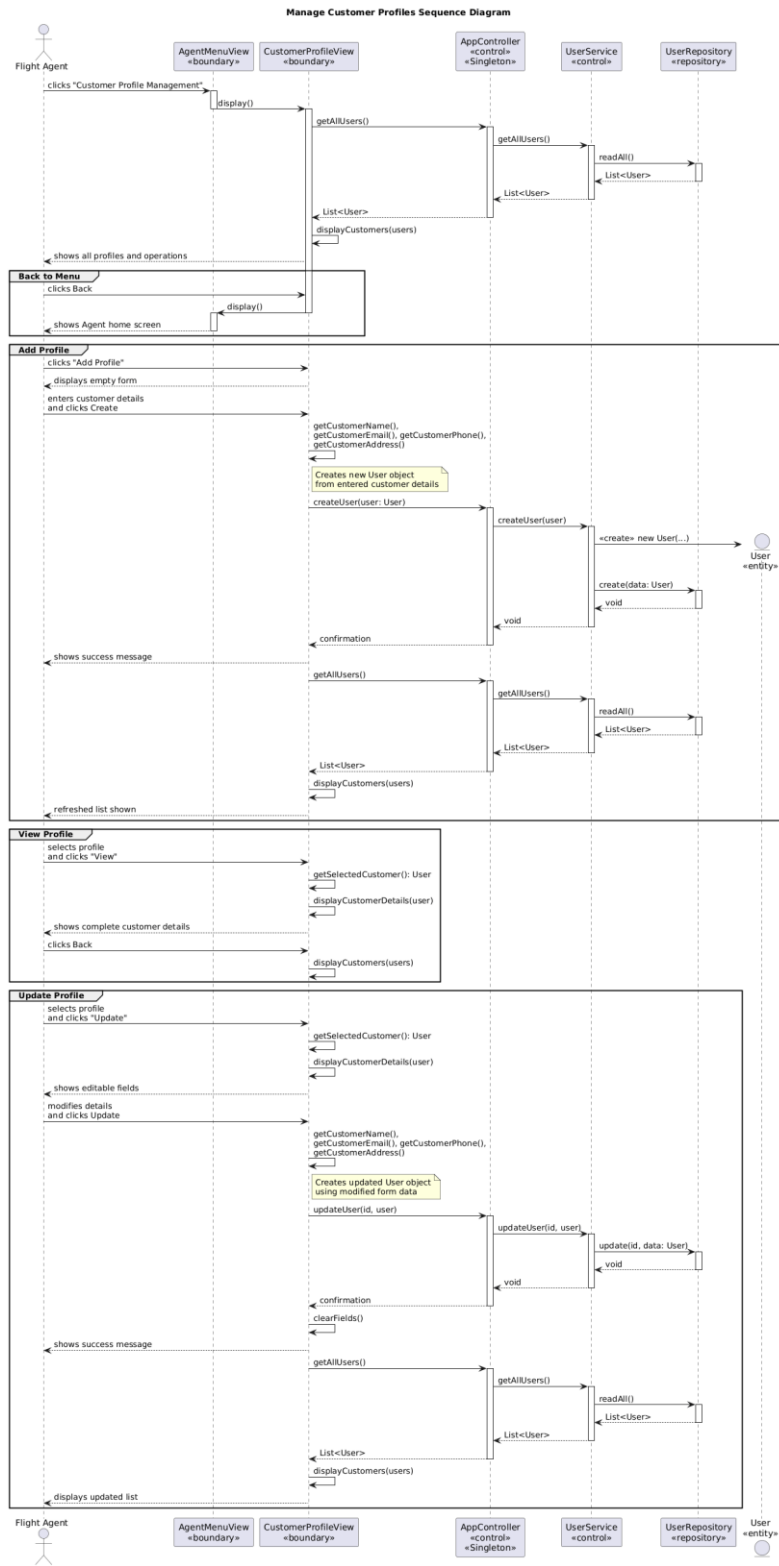 Manage Customer Profiles Sequence Diagram
Flight Agent
AgentMenuView
«boundary»
CustomerProfileView
«boundary»
AppController
«control»
«Singleton»
UserService
«control»
UserRepository
«repository»
clicks "Customer Profile Management"
display()
getAllUsers()
getAllUsers()
readAll()
List<User>
List<User>
List<User>
displayCustomers(users)
shows all profiles and operations
Back to Menu
clicks Back
display()
shows Agent home screen
Add Profile
clicks "Add Profile"
displays empty form
enters customer details
and clicks Create
getCustomerName(),
getCustomerEmail(), getCustomerPhone(),
getCustomerAddress()
Creates new User object
from entered customer details
createUser(user: User)
createUser(user)
«create» new User(...)
User
«entity»
create(data: User)
void
void
confirmation
shows success message
getAllUsers()
getAllUsers()
readAll()
List<User>
List<User>
List<User>
displayCustomers(users)
refreshed list shown
View Profile
selects profile
and clicks "View"
getSelectedCustomer(): User
displayCustomerDetails(user)
shows complete customer details
clicks Back
displayCustomers(users)
Update Profile
selects profile
and clicks "Update"
getSelectedCustomer(): User
displayCustomerDetails(user)
shows editable fields
modifies details
and clicks Update
getCustomerName(),
getCustomerEmail(), getCustomerPhone(),
getCustomerAddress()
Creates updated User object
using modified form data
updateUser(id, user)
updateUser(id, user)
update(id, data: User)
void
void
confirmation
clearFields()
shows success message
getAllUsers()
getAllUsers()
readAll()
List<User>
List<User>
List<User>
displayCustomers(users)
displays updated list
Flight Agent
AgentMenuView
«boundary»
CustomerProfileView
«boundary»
AppController
«control»
«Singleton»
UserService
«control»
UserRepository
«repository»
User
«entity»